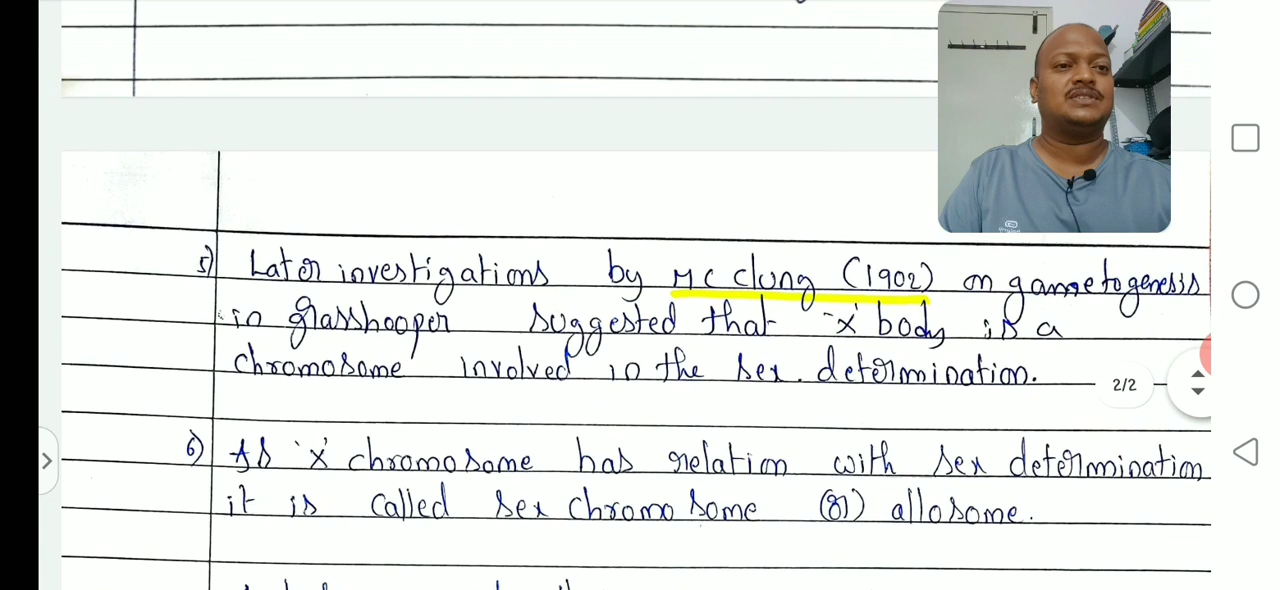 5) Later investigations by Mc clung (1902) on gametogenesis
in grasshooper suggested that 'x' body is a
chromosome involved in the sex determination.
2/2
6) As 'x' chromosome has relation with sex determination
it is called sex chromosome (or) allosome.